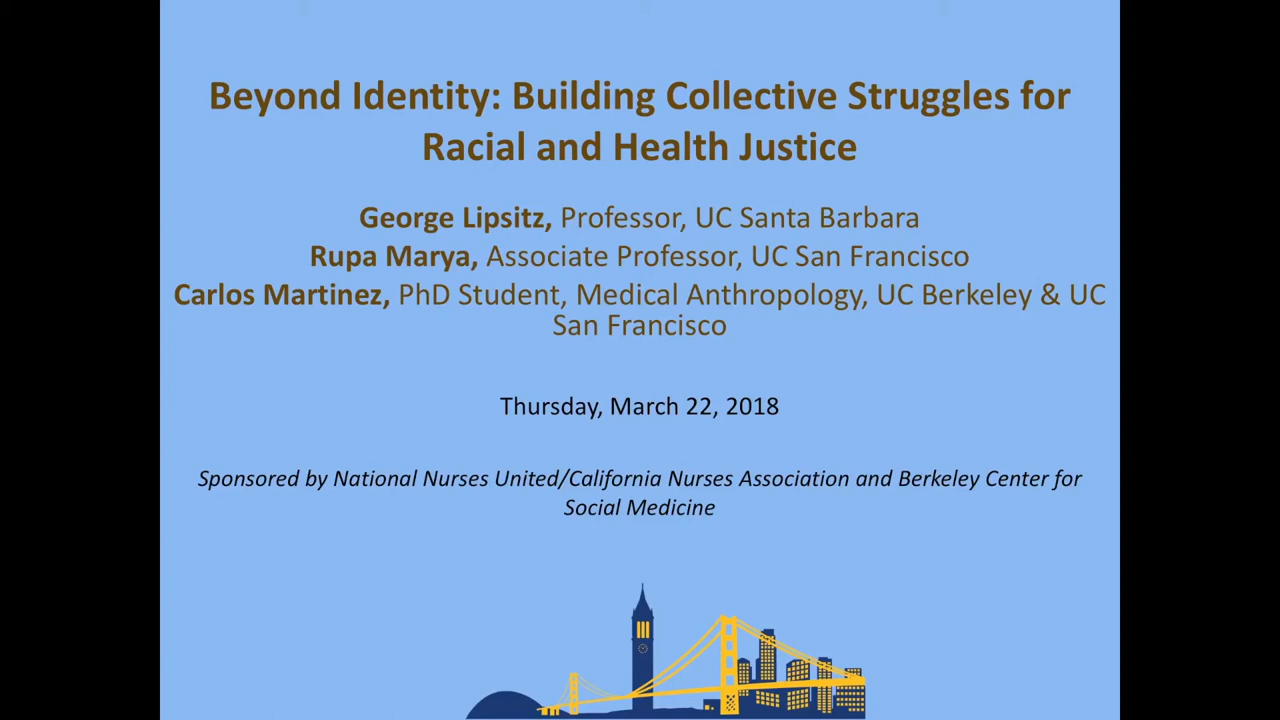 Beyond Identity: Building Collective Struggles for
Racial and Health Justice
George Lipsitz, Professor, UC Santa Barbara
Rupa Marya, Associate Professor, UC San Francisco
Carlos Martinez, PhD Student, Medical Anthropology, UC Berkeley & UC
San Francisco
Thursday, March 22, 2018
Sponsored by National Nurses United/California Nurses Association and Berkeley Center for
Social Medicine